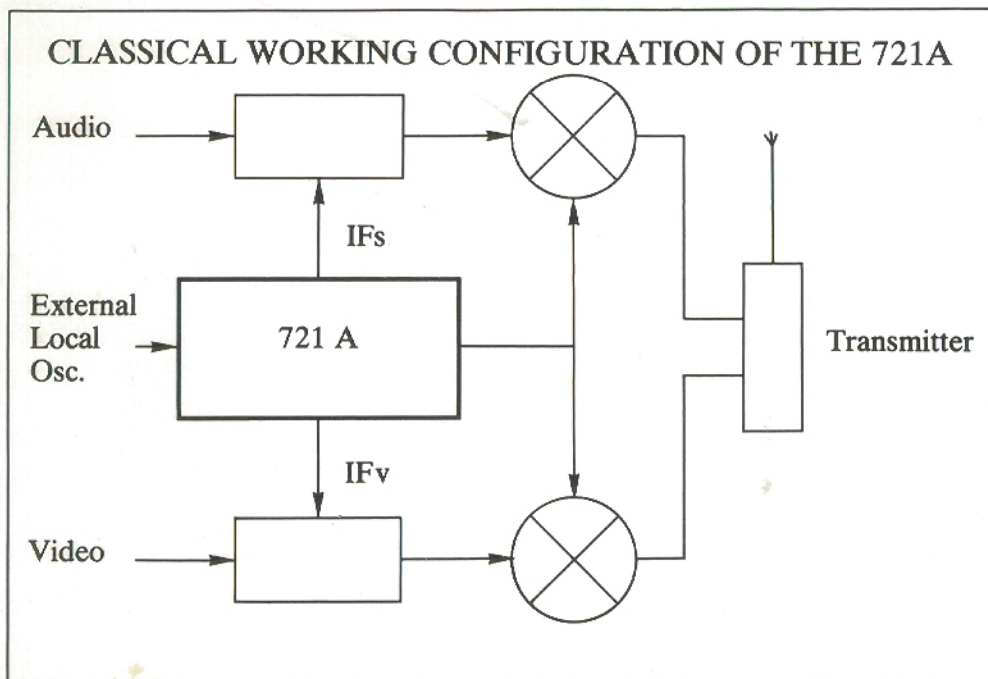 CLASSICAL WORKING CONFIGURATION OF THE 721A
Audio
IFs
External
Local
Osc.
721 A
Transmitter
IFv
Video